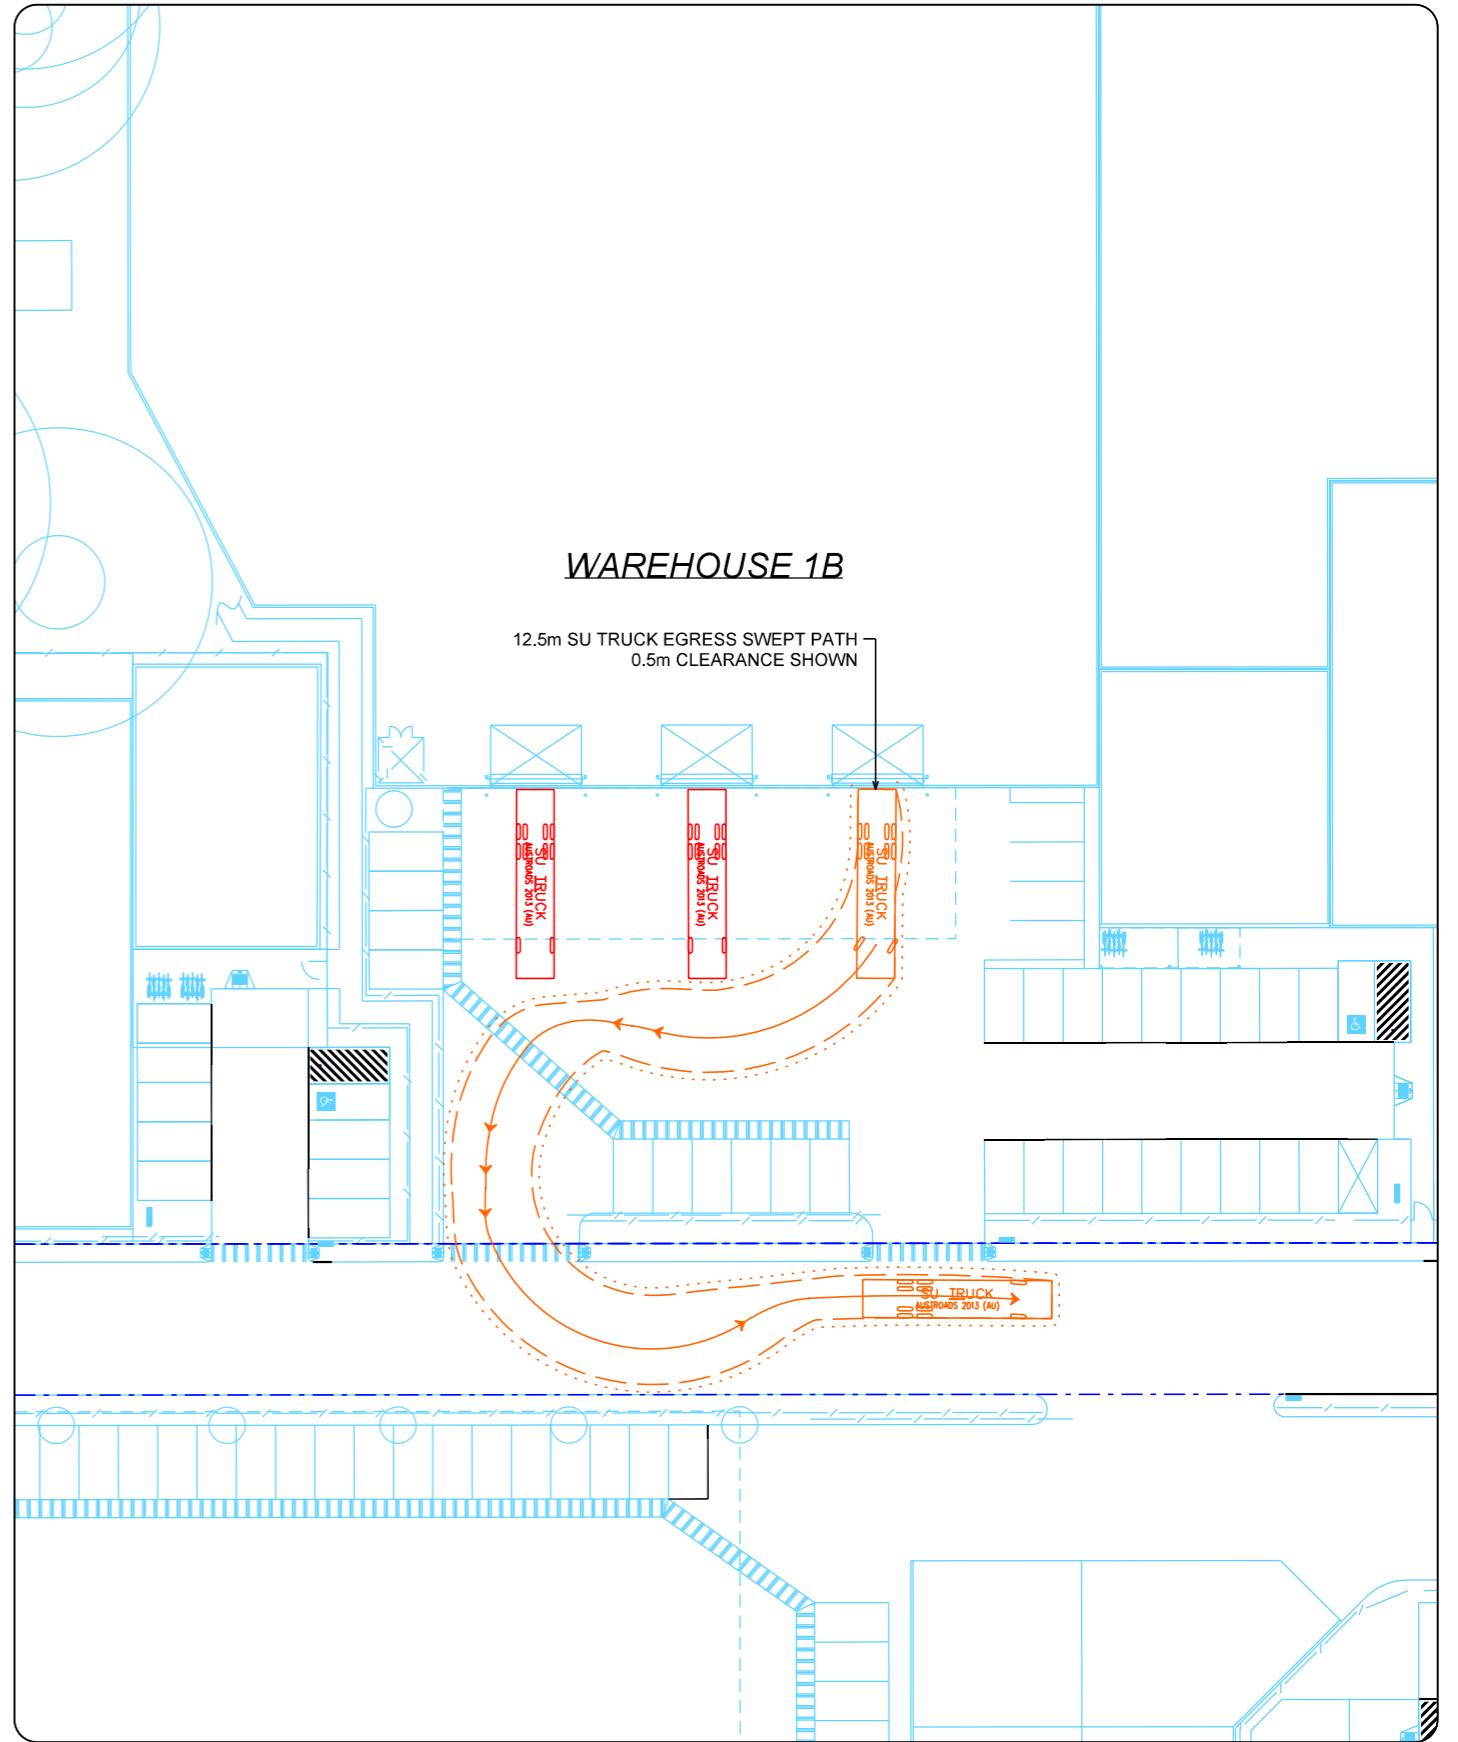 WAREHOUSE 1B
12.5m SU TRUCK EGRESS SWEPT PATH
0.5m CLEARANCE SHOWN
SU TRUCK
AUSTROADS 2013 (AU)
SU TRUCK
AUSTROADS 2013 (AU)
SU TRUCK
AUSTROADS 2013 (AU)
SU TRUCK
AUSTROADS 2013 (AU)